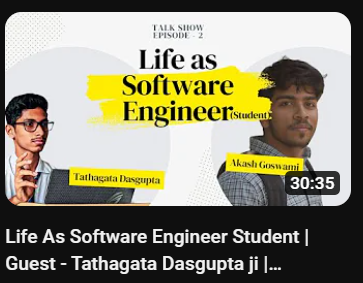 TALK SHOW
EPISODE - 2
Life as
Software
Engineer(Student)
Tathagata Dasgupta
Akash Goswami
30:35
Life As Software Engineer Student |
Guest - Tathagata Dasgupta ji |...